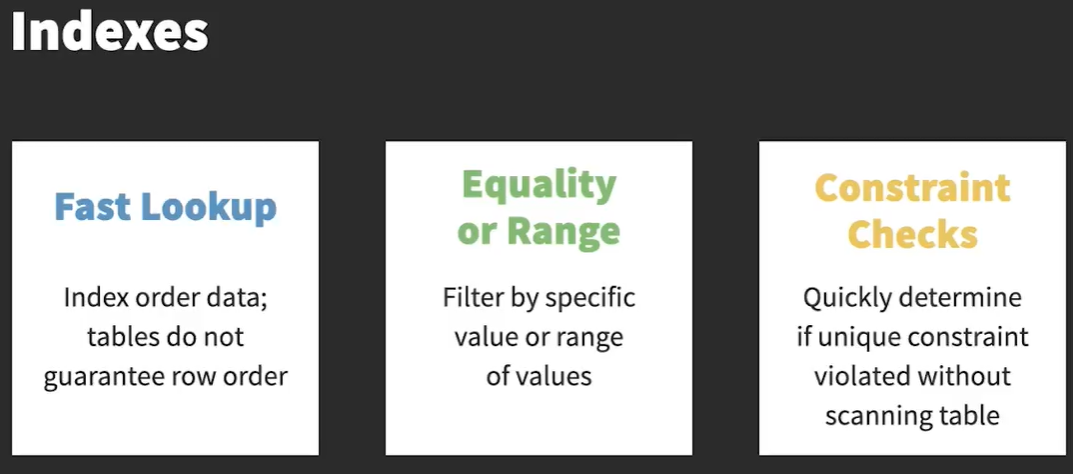 Indexes
Fast Lookup
Index order data;
tables do not
guarantee row order
Equality
or Range
Filter by specific
value or range
of values
Constraint
Checks
Quickly determine
if unique constraint
violated without
scanning table